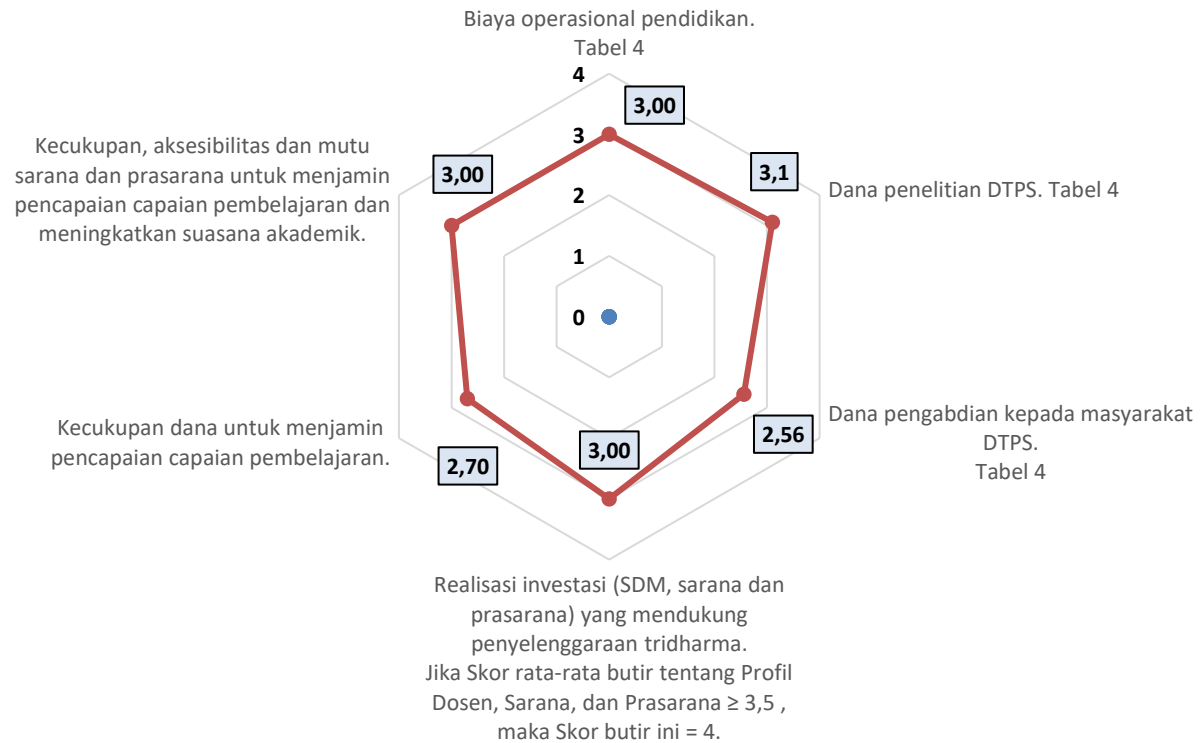 Biaya operasional pendidikan.
Tabel 4
4
3,00
3
3,1
Dana penelitian DTPS. Tabel 4
Kecukupan, aksesibilitas dan mutu
sarana dan prasarana untuk menjamin
pencapaian capaian pembelajaran dan
meningkatkan suasana akademik.
3,00
2
1
0
Dana pengabdian kepada masyarakat
DTPS.
Tabel 4
2,56
Kecukupan dana untuk menjamin
pencapaian capaian pembelajaran.
2,70
3,00
Realisasi investasi (SDM, sarana dan
prasarana) yang mendukung
penyelenggaraan tridharma.
Jika Skor rata-rata butir tentang Profil
Dosen, Sarana, dan Prasarana ≥ 3,5 ,
maka Skor butir ini = 4.